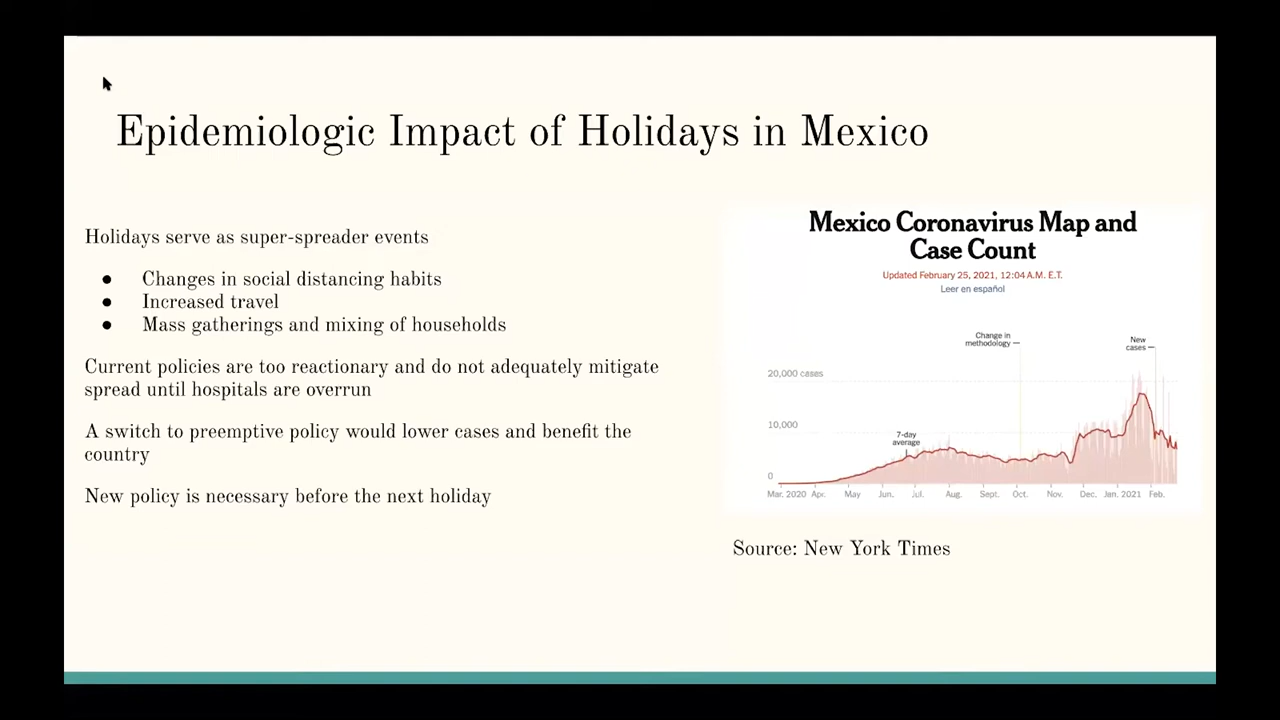 Epidemiologic Impact of Holidays in Mexico
Holidays serve as super-spreader events
● Changes in social distancing habits
● Increased travel
● Mass gatherings and mixing of households
Current policies are too reactionary and do not adequately mitigate
spread until hospitals are overrun
A switch to preemptive policy would lower cases and benefit the
country
New policy is necessary before the next holiday
Mexico Coronavirus Map and
Case Count
Updated February 25, 2021, 12:04 A.M. E.T.
Leer en español
Change in
methodology
New
cases
20,000 cases
10,000
7-day
average
0
Mar. 2020 Apr. May Jun. Jul. Aug. Sept. Oct. Nov. Dec. Jan. 2021 Feb.
Source: New York Times